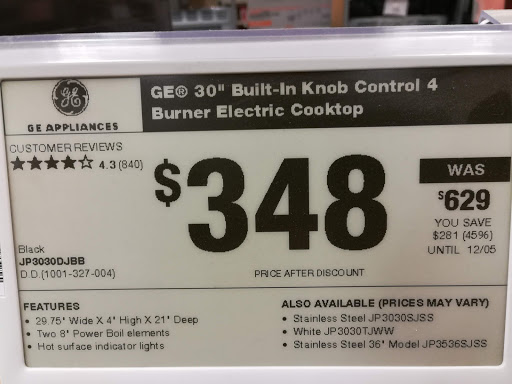 GE® 30" Built-In Knob Control 4
Burner Electric Cooktop
GE APPLIANCES
CUSTOMER REVIEWS
4.3 (840)
$348
WAS
$629
YOU SAVE
$281 (45%)
UNTIL 12/05
Black
JP3030DJBB
D.D.(1001-327-004)
PRICE AFTER DISCOUNT
FEATURES
• 29.75" Wide X 4" High X 21" Deep
• Two 8" Power Boil elements
• Hot surface indicator lights
ALSO AVAILABLE (PRICES MAY VARY)
• Stainless Steel JP3030SJSS
• White JP3030TJWW
• Stainless Steel 36" Model JP3536SJSS